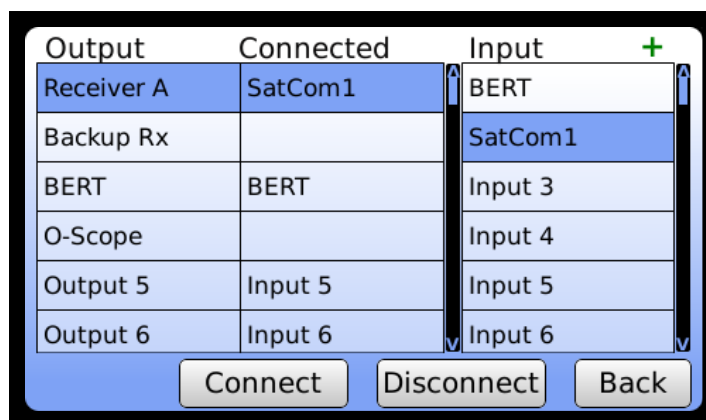 Output Connected Input +
Receiver A SatCom1 BERT
Backup Rx SatCom1
BERT BERT Input 3
O-Scope Input 4
Output 5 Input 5 Input 5
Output 6 Input 6 Input 6
Connect Disconnect Back